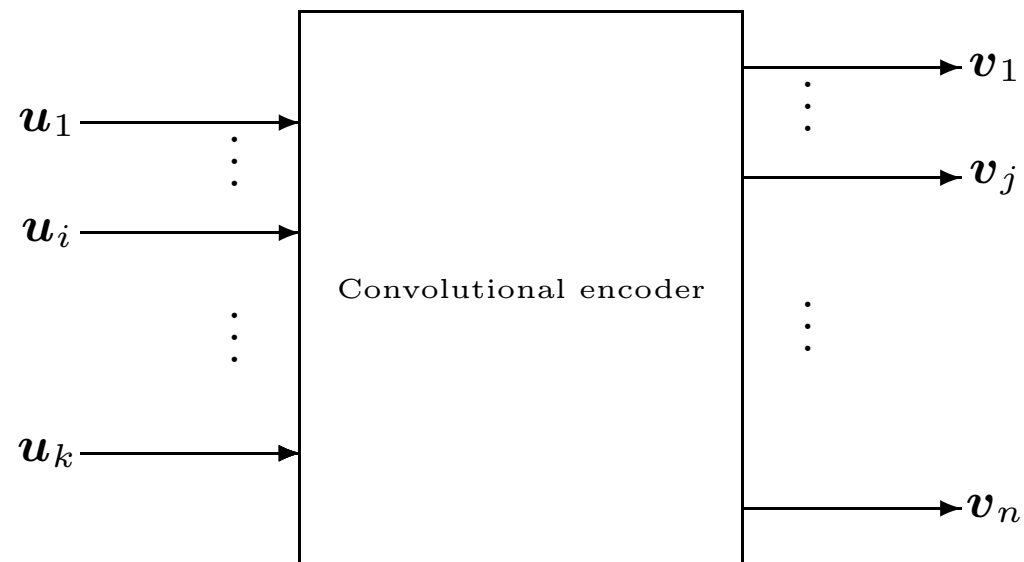 v₁
u₁
⋮
⋮
vⱼ
uᵢ
Convolutional encoder
⋮
⋮
uₖ
vₙ